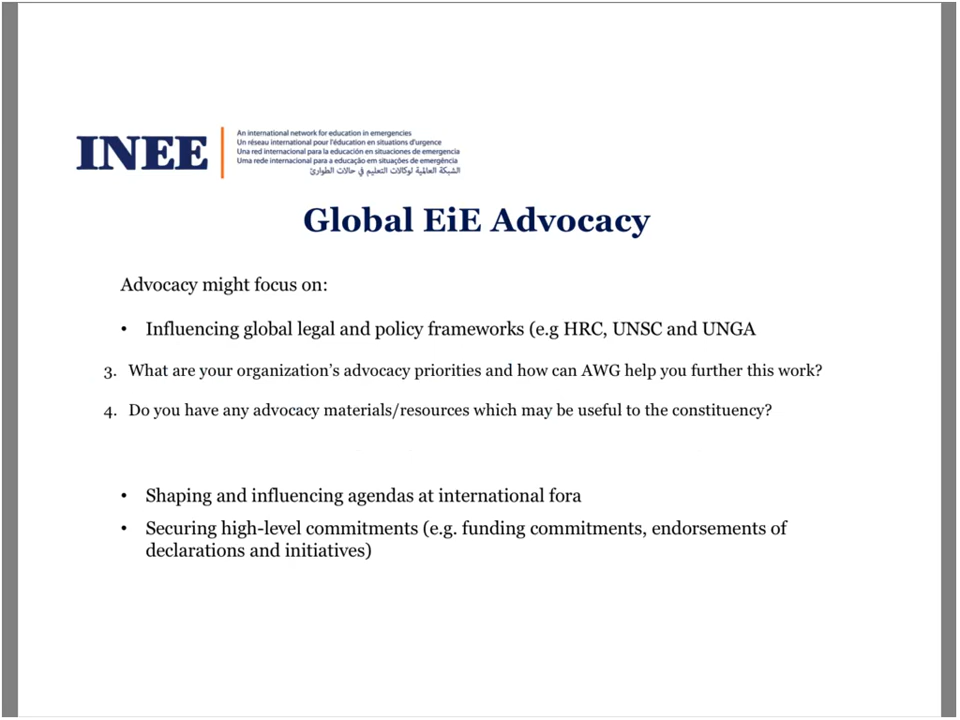 INEE
An international network for education in emergencies
Un réseau international pour l'éducation en situations d'urgence
Una red internacional para la educación en situaciones de emergencia
Uma rede internacional para a educação em situações de emergência
الشبكة العالمية لوكالات التعليم في حالات الطوارئ
Global EiE Advocacy
Advocacy might focus on:
• Influencing global legal and policy frameworks (e.g HRC, UNSC and UNGA
3. What are your organization's advocacy priorities and how can AWG help you further this work?
4. Do you have any advocacy materials/resources which may be useful to the constituency?
• Shaping and influencing agendas at international fora
• Securing high-level commitments (e.g. funding commitments, endorsements of
declarations and initiatives)